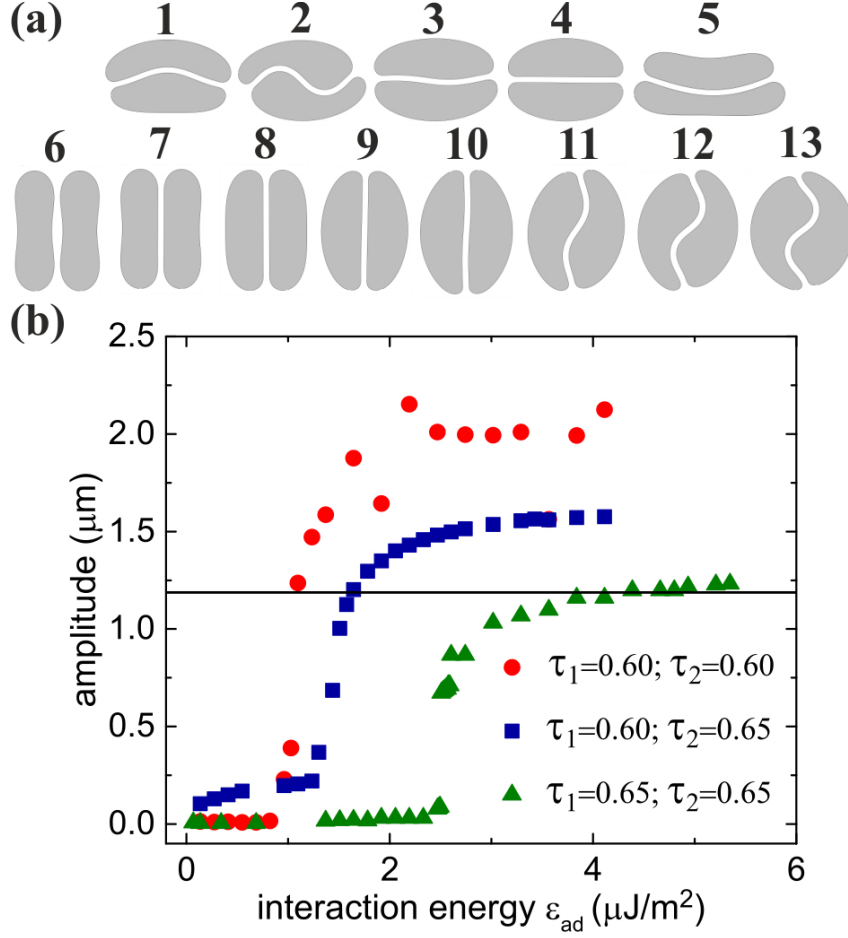 (a)
1 2 3 4 5
6 7 8 9 10 11 12 13
(b)
2.5
2.0
1.5
1.0
0.5
0.0
amplitude (μm)
τ₁=0.60; τ₂=0.60
τ₁=0.60; τ₂=0.65
τ₁=0.65; τ₂=0.65
0 2 4 6
interaction energy ε_ad (μJ/m²)